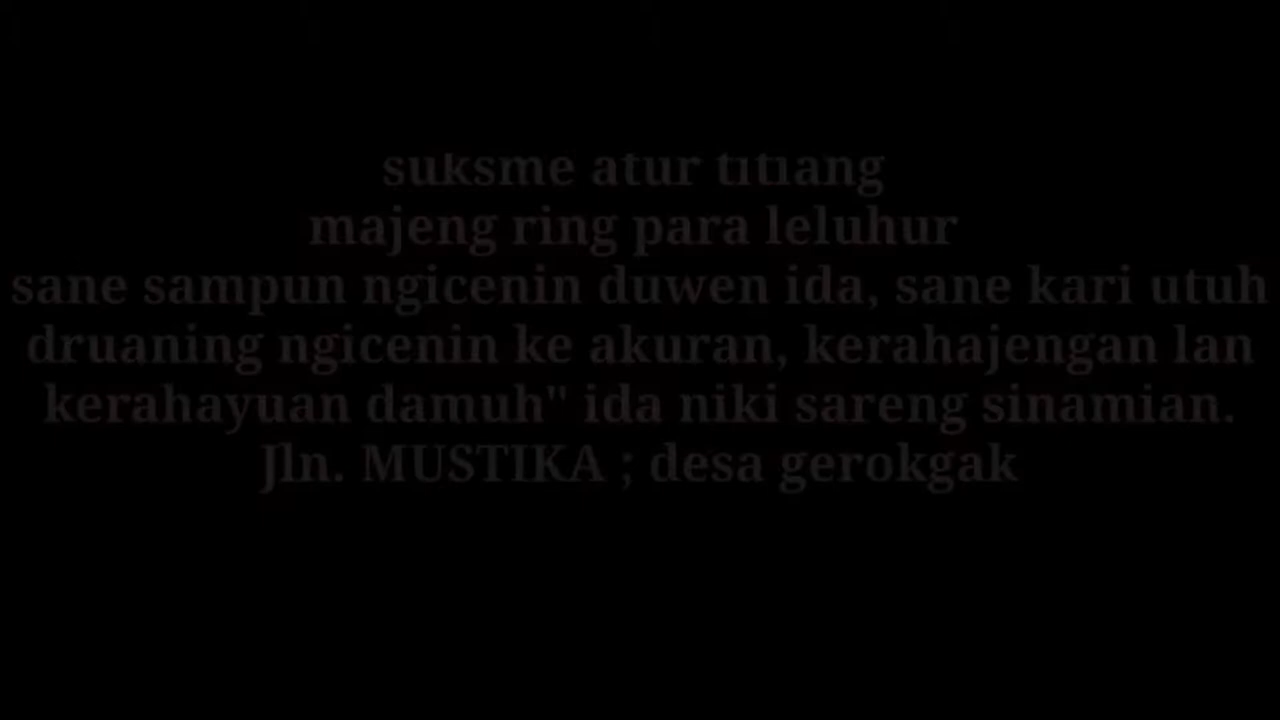 suksme atur titiang
majeng ring para leluhur
sane sampun ngicenin duwen ida, sane kari utuh
druaning ngicenin ke akuran, kerahajengan lan
kerahayuan damuh" ida niki sareng sinamian.
Jln. MUSTIKA ; desa gerokgak